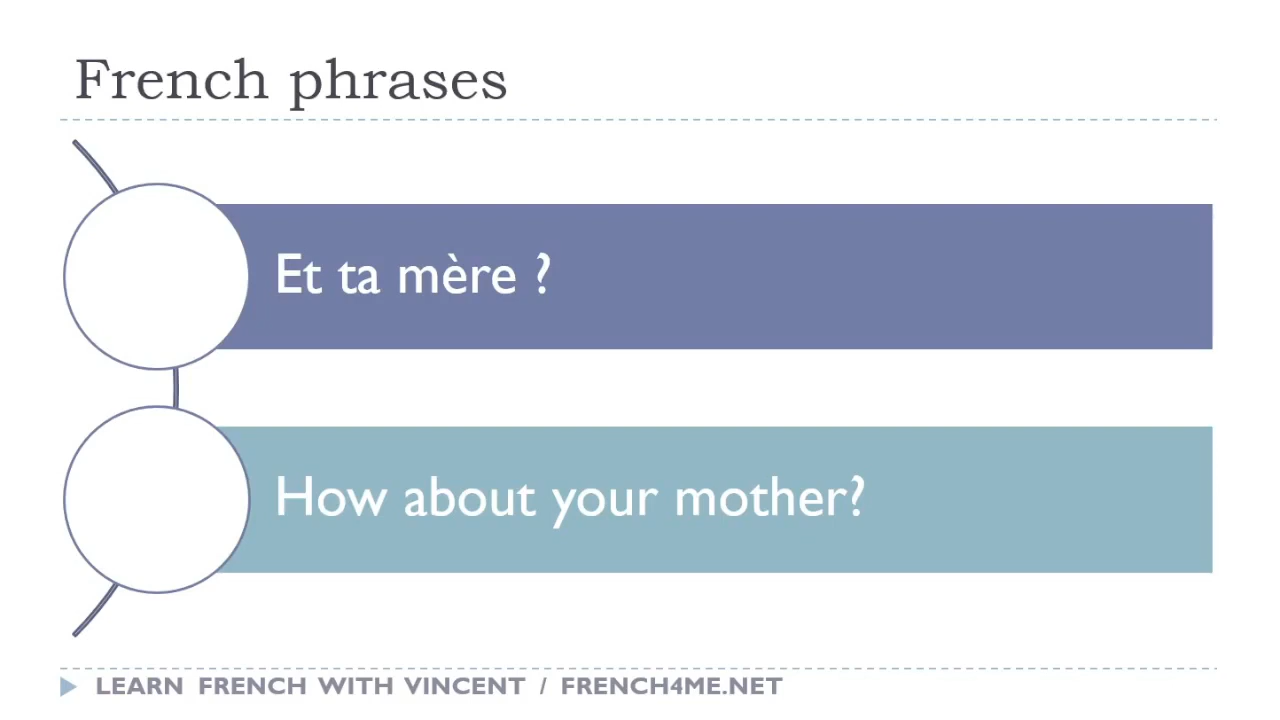 French phrases
Et ta mère ?
How about your mother?
LEARN FRENCH WITH VINCENT / FRENCH4ME.NET